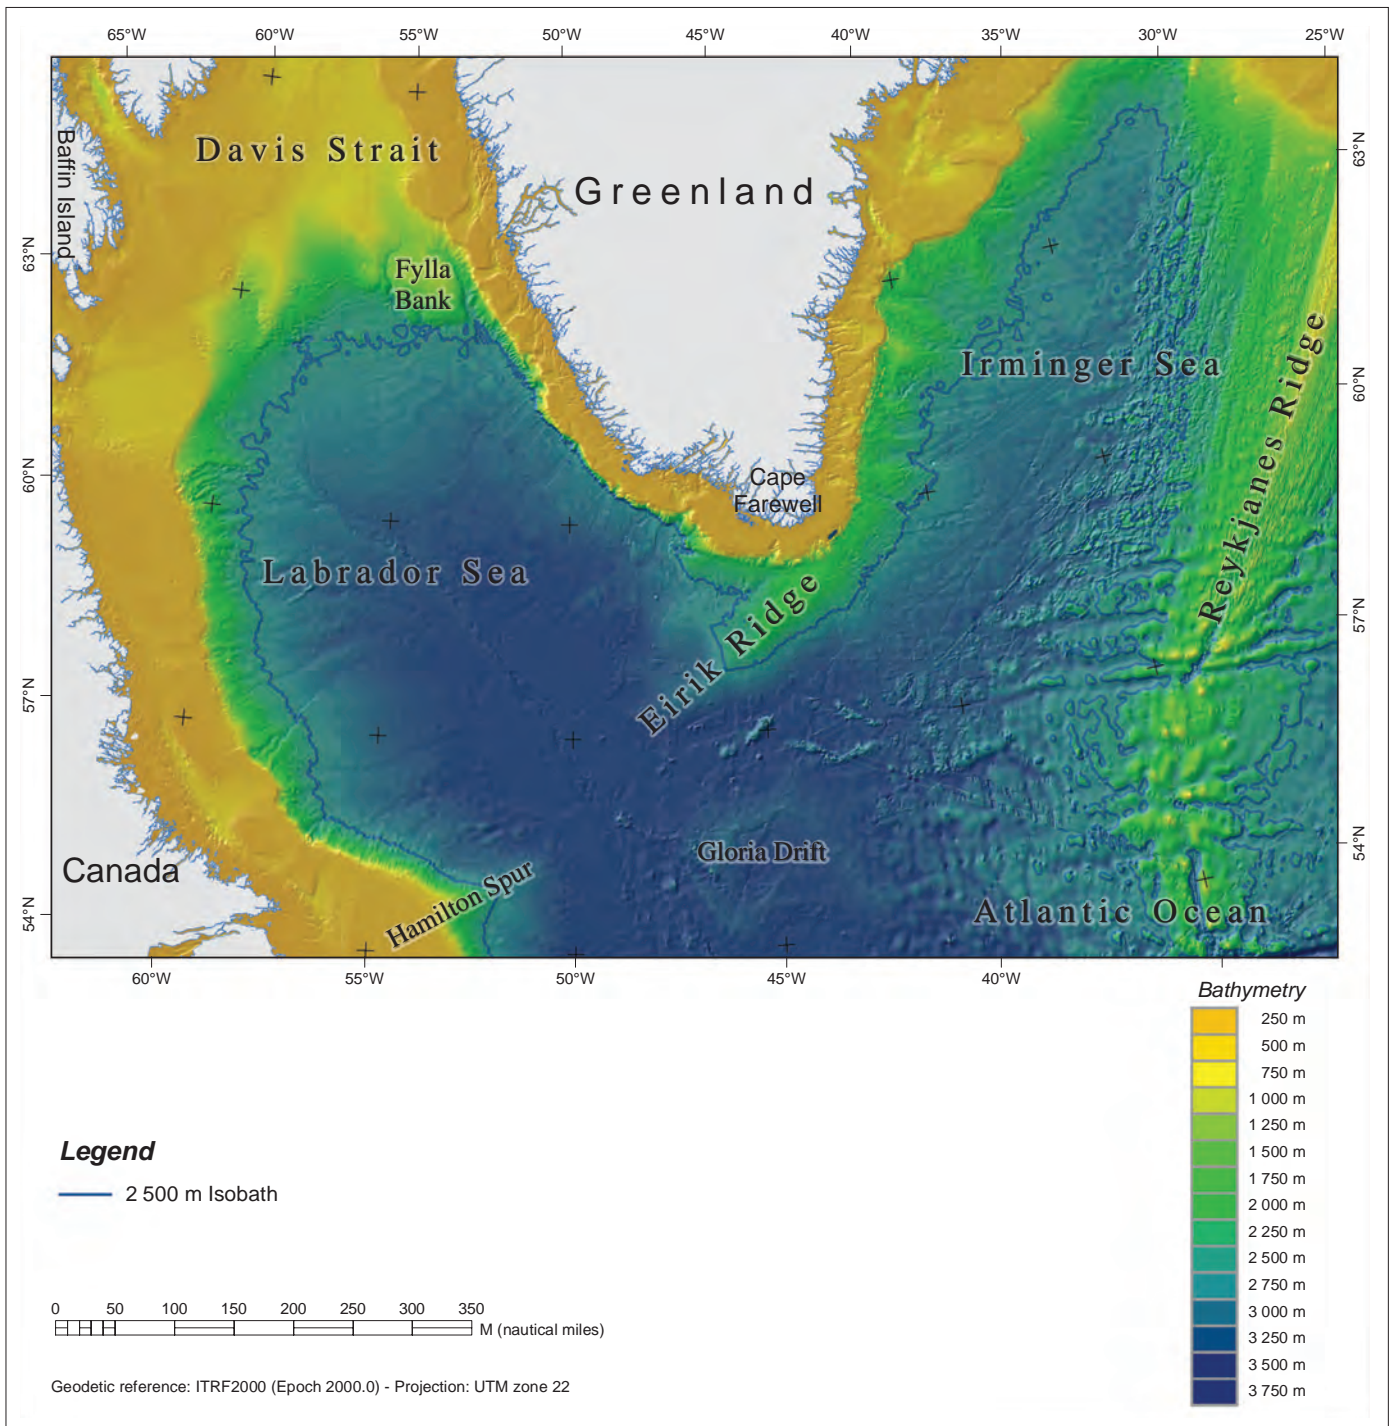 65°W 60°W 55°W 50°W 45°W 40°W 35°W 30°W 25°W
Baffin Island
Davis Strait
Greenland
63°N
63°N
Fylla
Bank
Irminger Sea
Reykjanes Ridge
60°N
60°N
Cape
Farewell
Labrador Sea
Eirik Ridge
57°N
57°N
Gloria Drift
54°N
Canada
Hamilton Spur
Atlantic Ocean
54°N
60°W 55°W 50°W 45°W 40°W
Bathymetry
250 m
500 m
750 m
1 000 m
1 250 m
1 500 m
1 750 m
2 000 m
2 250 m
2 500 m
2 750 m
3 000 m
3 250 m
3 500 m
3 750 m
Legend
2 500 m Isobath
0 50 100 150 200 250 300 350
M (nautical miles)
Geodetic reference: ITRF2000 (Epoch 2000.0) - Projection: UTM zone 22